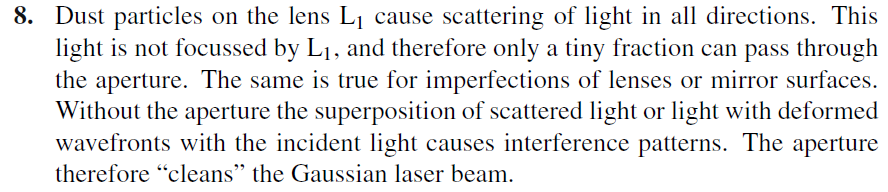 8. Dust particles on the lens L₁ cause scattering of light in all directions. This
light is not focussed by L₁, and therefore only a tiny fraction can pass through
the aperture. The same is true for imperfections of lenses or mirror surfaces.
Without the aperture the superposition of scattered light or light with deformed
wavefronts with the incident light causes interference patterns. The aperture
therefore “cleans” the Gaussian laser beam.